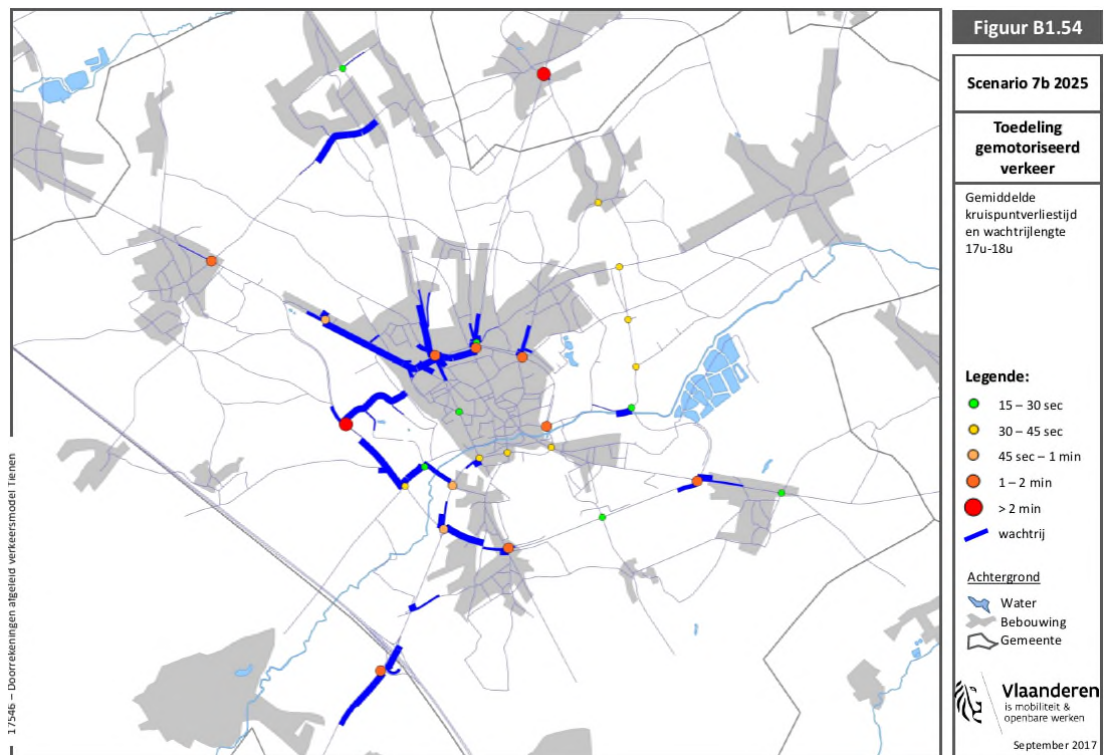 Figuur B1.54
Scenario 7b 2025
Toedeling
gemotoriseerd
verkeer
Gemiddelde
kruispuntverliestijd
en wachtrijlengte
17u-18u
Legende:
15 – 30 sec
30 – 45 sec
45 sec – 1 min
1 – 2 min
> 2 min
wachtrij
Achtergrond
Water
Bebouwing
Gemeente
Vlaanderen
is mobiliteit &
openbare werken
September 2017
17546 – Doorrekeningen afgeleid verkeersmodel Tienen